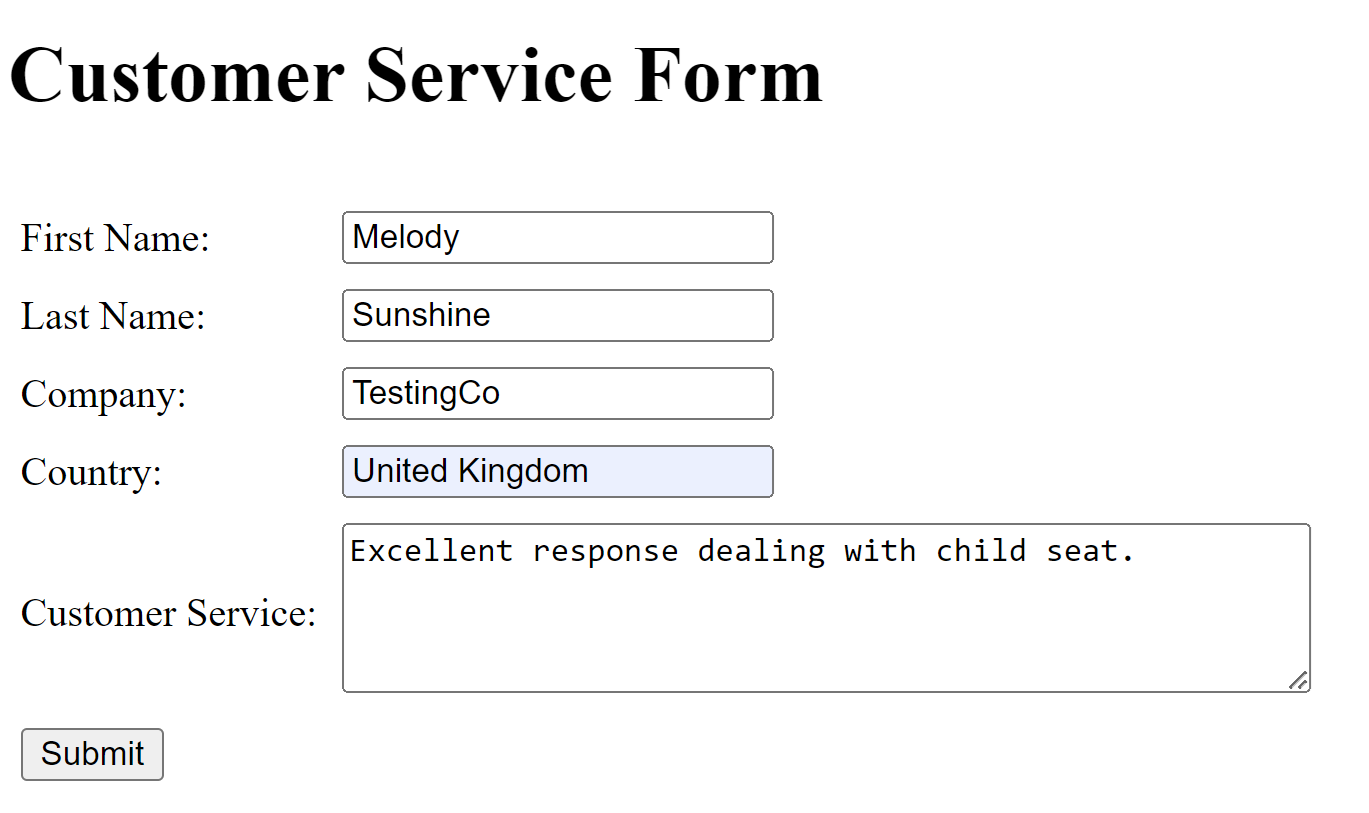 Customer Service Form
First Name: Melody
Last Name: Sunshine
Company: TestingCo
Country: United Kingdom
Customer Service: Excellent response dealing with child seat.
Submit